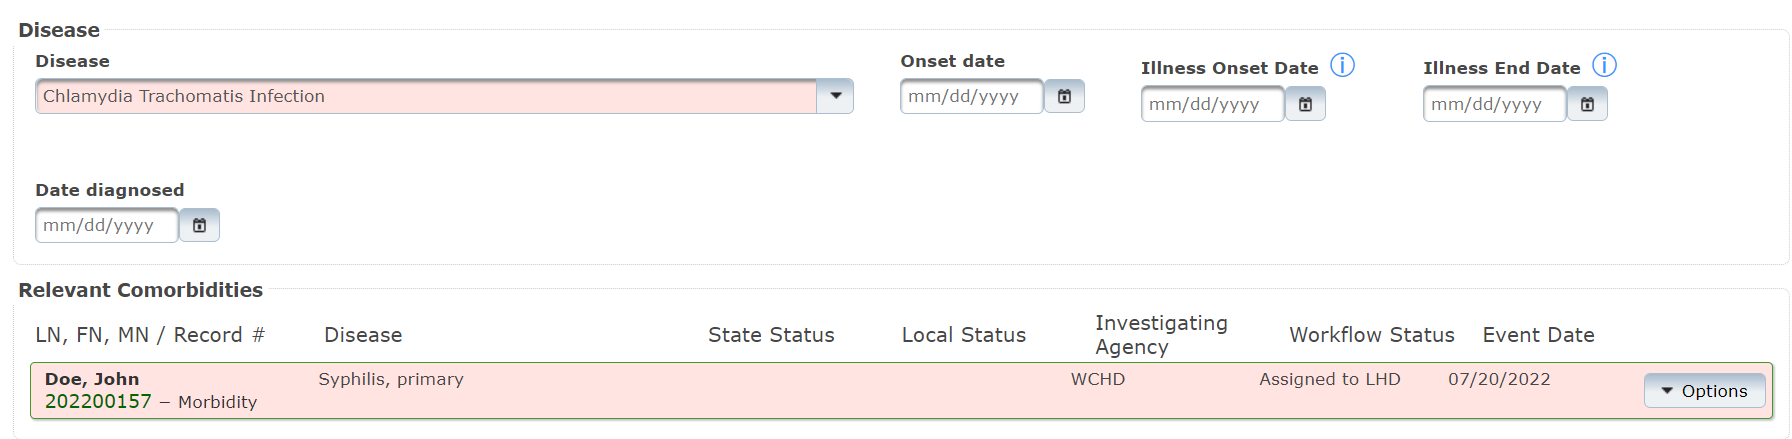 Disease
Disease
Onset date
Illness Onset Date
Illness End Date
Chlamydia Trachomatis Infection
mm/dd/yyyy
mm/dd/yyyy
mm/dd/yyyy
Date diagnosed
mm/dd/yyyy
Relevant Comorbidities
LN, FN, MN / Record #
Disease
State Status
Local Status
Investigating
Agency
Workflow Status
Event Date
Doe, John
202200157 – Morbidity
Syphilis, primary
WCHD
Assigned to LHD
07/20/2022
Options